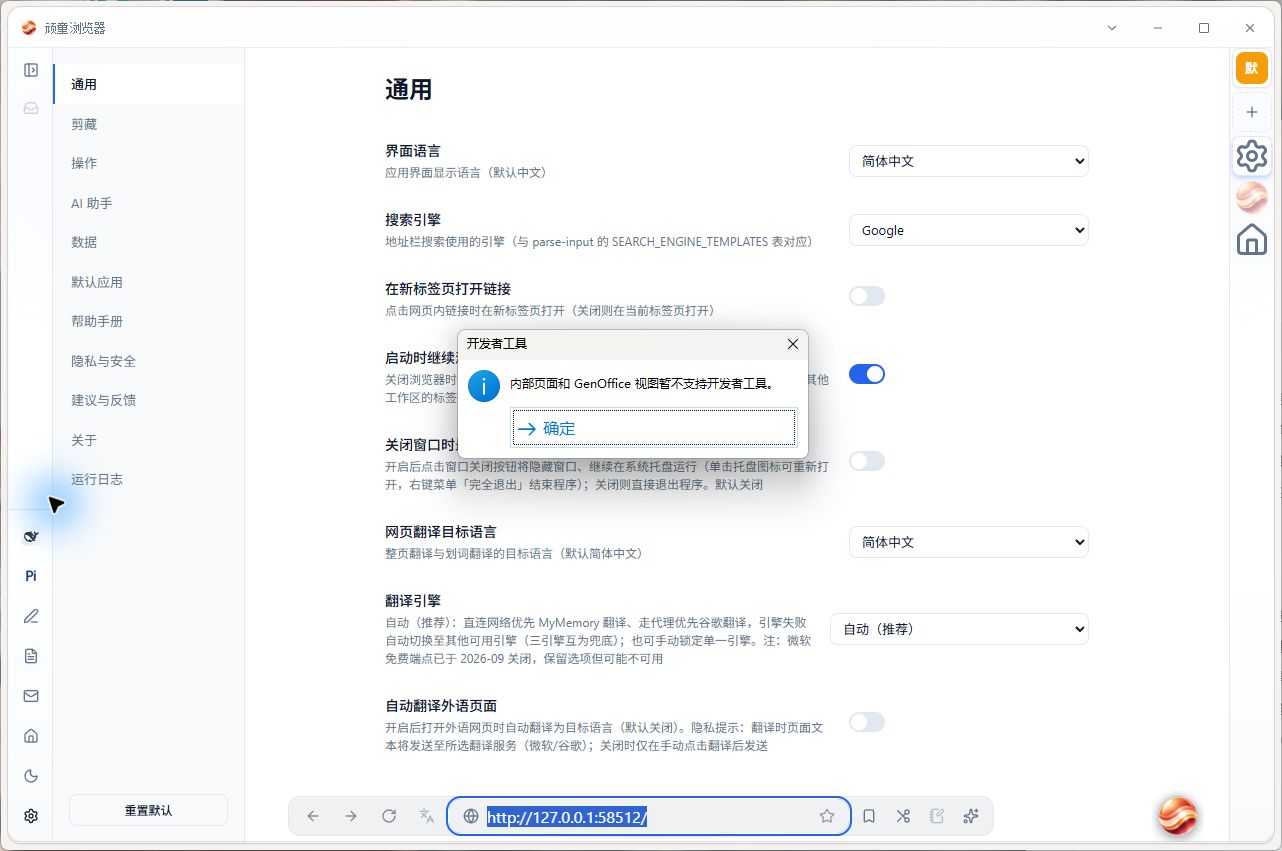 顽童浏览器
默
通用
剪藏
操作
AI 助手
数据
默认应用
帮助手册
隐私与安全
建议与反馈
关于
运行日志
Pi
重置默认
通用
界面语言
应用界面显示语言（默认中文）
简体中文
搜索引擎
地址栏搜索使用的引擎（与 parse-input 的 SEARCH_ENGINE_TEMPLATES 表对应）
Google
在新标签页打开链接
点击网页内链接时在新标签页打开（关闭则在当前标签页打开）
启动时继续
关闭浏览器时
其他
工作区的标签
开发者工具
内部页面和 GenOffice 视图暂不支持开发者工具。
确定
关闭窗口时
开启后点击窗口关闭按钮将隐藏窗口、继续在系统托盘运行（单击托盘图标可重新打
开，右键菜单「完全退出」结束程序）；关闭则直接退出程序。默认关闭
网页翻译目标语言
整页翻译与划词翻译的目标语言（默认简体中文）
简体中文
翻译引擎
自动（推荐）：直连网络优先 MyMemory 翻译、走代理优先谷歌翻译，引擎失败
自动切换至其他可用引擎（三引擎互为兜底）；也可手动锁定单一引擎。注：微软
免费端点已于 2026-09 关闭，保留选项但可能不可用
自动（推荐）
自动翻译外语页面
开启后打开外语网页时自动翻译为目标语言（默认关闭）。隐私提示：翻译时页面文
本将发送至所选翻译服务（微软/谷歌）；关闭时仅在手动点击翻译后发送
http://127.0.0.1:58512/